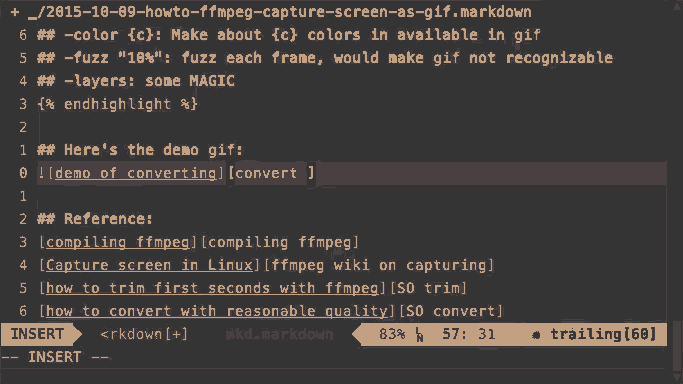 + _/2015-10-09-howto-ffmpeg-capture-screen-as-gif.markdown
6 ## -color {c}: Make about {c} colors in available in gif
5 ## -fuzz "10%": fuzz each frame, would make gif not recognizable
4 ## -layers: some MAGIC
3 {% endhighlight %}
2
1 ## Here's the demo gif:
0 ![demo of converting][convert ]
1
2 ## Reference:
3 [compiling ffmpeg][compiling ffmpeg]
4 [Capture screen in Linux][ffmpeg wiki on capturing]
5 [how to trim first seconds with ffmpeg][SO trim]
6 [how to convert with reasonable quality][SO convert]
INSERT <rkdown[+] mkd.markdown 83% 57: 31 trailing[60]
-- INSERT --